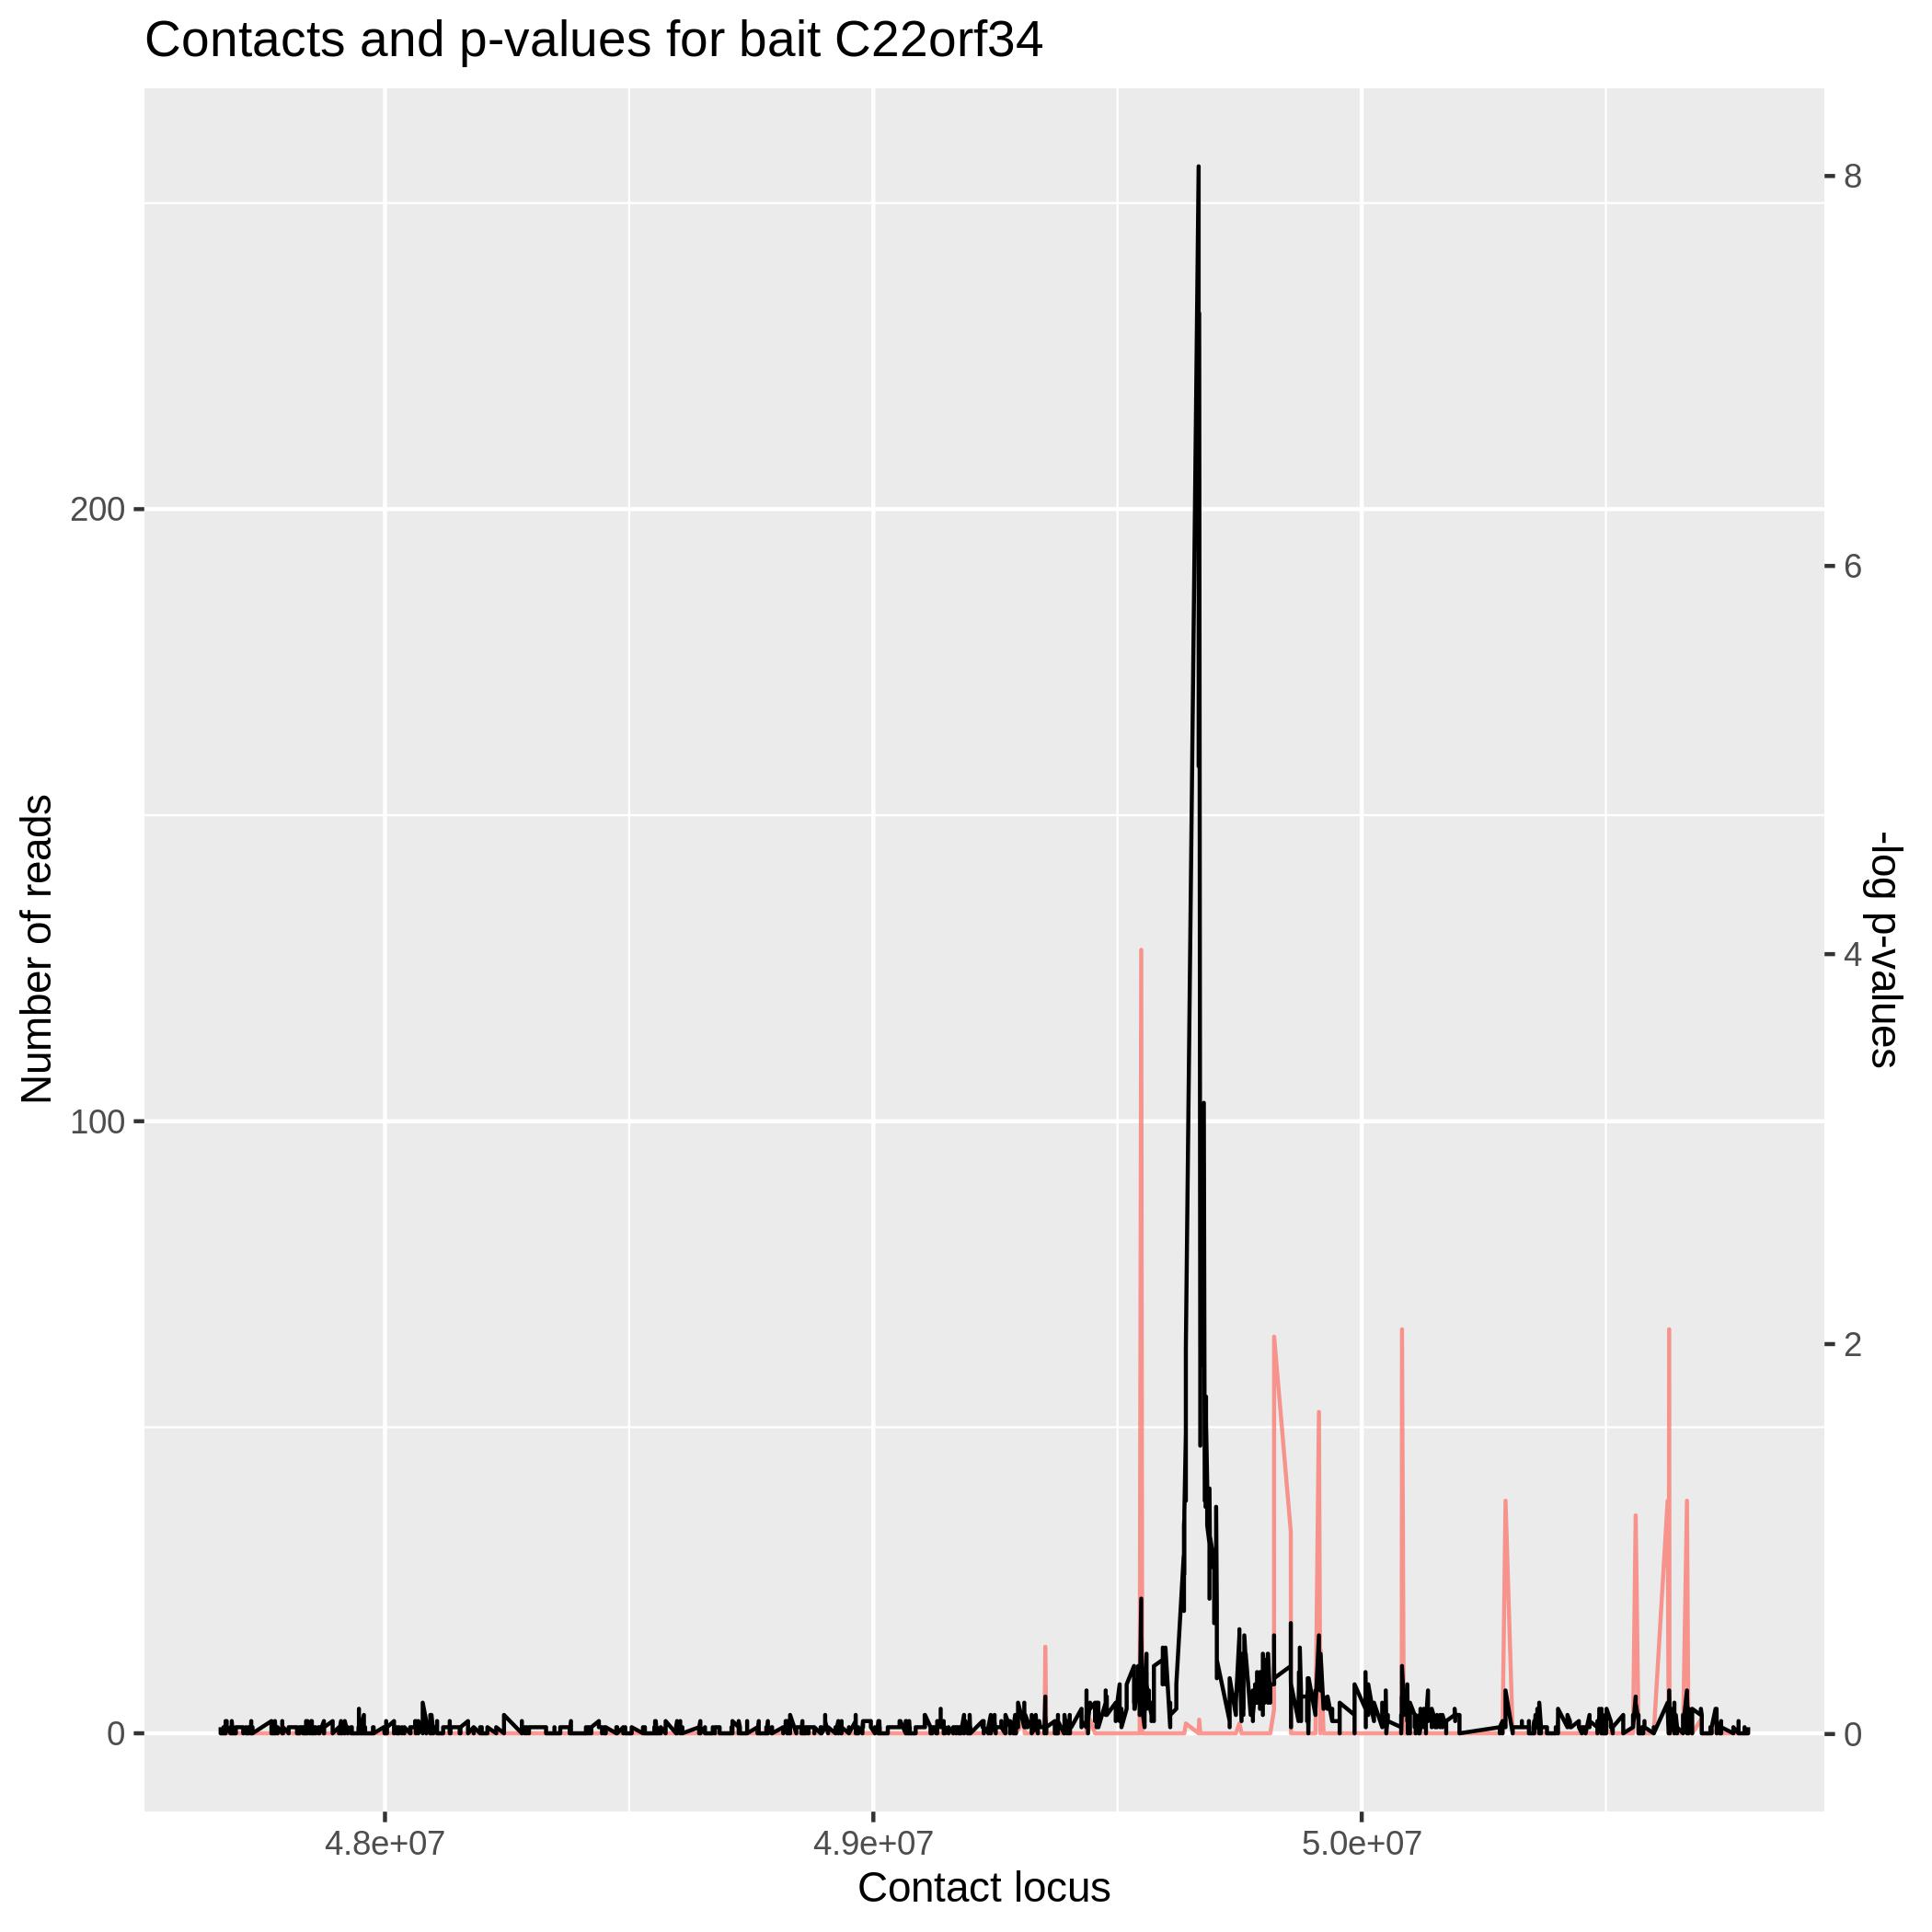 Contacts and p-values for bait C22orf34
Number of reads
200
100
0
8
6
4
2
0
-log p-values
4.8e+07
4.9e+07
5.0e+07
Contact locus